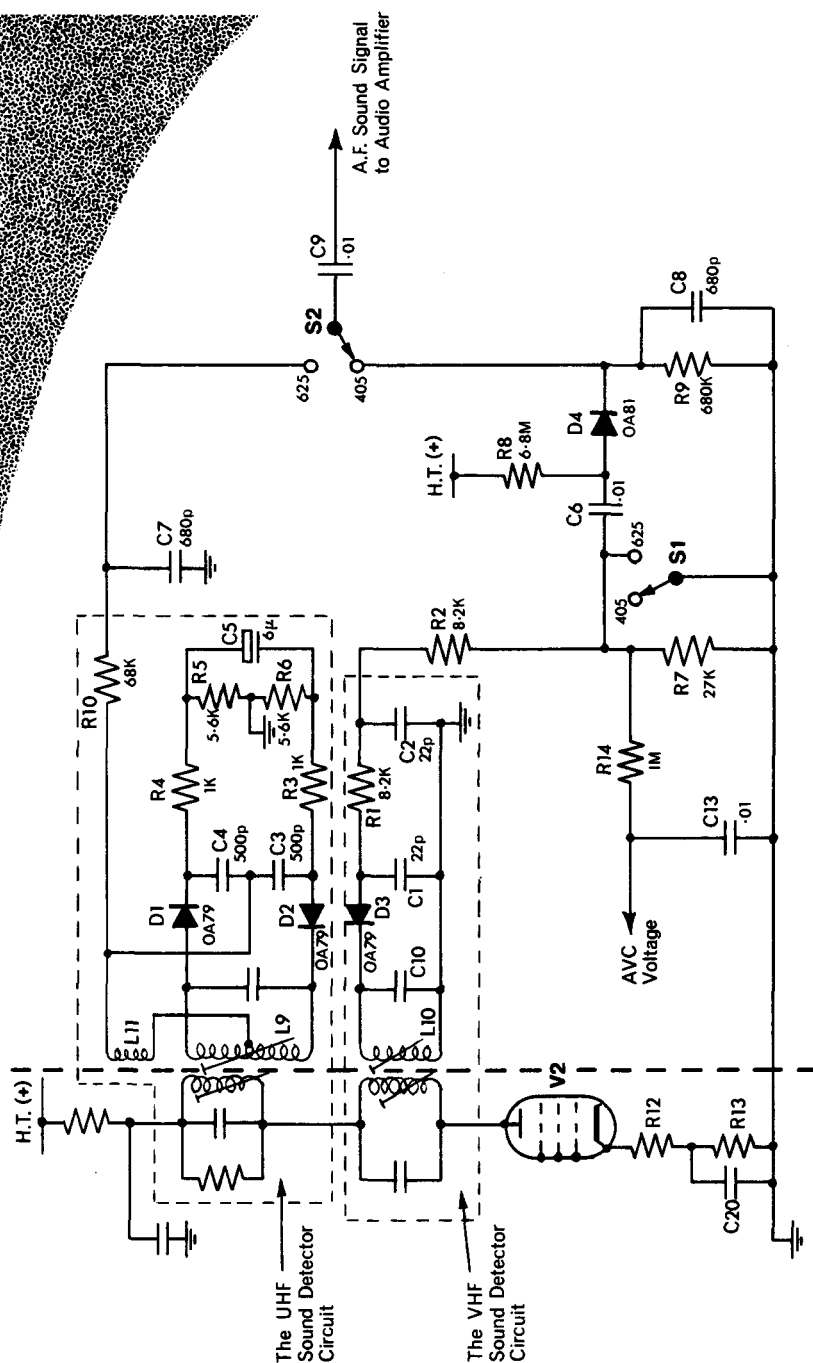 H.T. (+)
The UHF
Sound Detector
Circuit
The VHF
Sound Detector
Circuit
L11
L9
D1
OA79
D2
OA79
C4
500p
C3
500p
R4
1K
R3
1K
R5
5·6K
R6
5·6K
C5
6μ
R10
68K
C7
680p
L10
C10
D3
OA79
C1
22p
R1
8·2K
C2
22p
R2
8·2K
V2
R12
R13
C20
AVC
Voltage
R14
1M
C13
·01
R7
27K
405
S1
625
C6
·01
H.T. (+)
R8
6·8M
D4
OA81
R9
680K
C8
680p
625
S2
405
C9
·01
A.F. Sound Signal
to Audio Amplifier